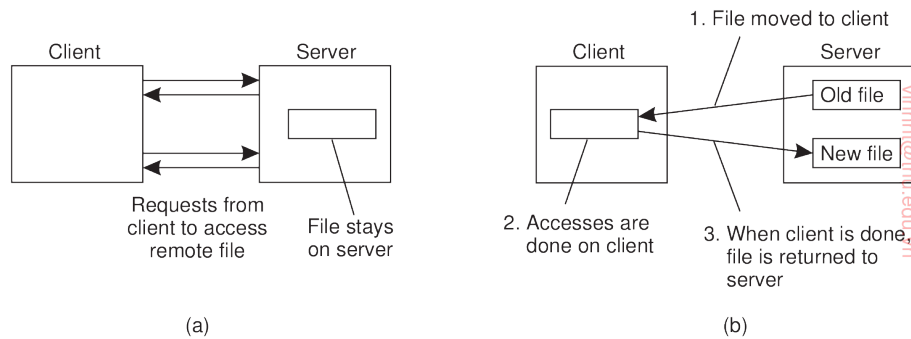 Client
Server
Requests from
client to access
remote file
File stays
on server
(a)
1. File moved to client
Client
Server
Old file
New file
2. Accesses are
done on client
3. When client is done,
file is returned to
server
(b)